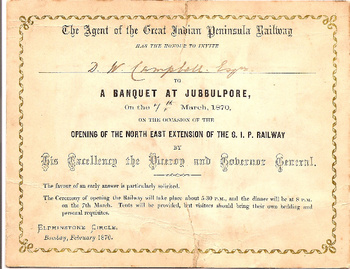 The Agent of the Great Indian Peninsula Railway
HAS THE HONOUR TO INVITE
D. W. Campbell. Esqr.
TO
A BANQUET AT JUBBULPORE,
On the 7th March, 1870,
ON THE OCCASION OF THE
OPENING OF THE NORTH EAST EXTENSION OF THE G. I. P. RAILWAY
BY
His Excellency the Viceroy and Governor General.
The favour of an early answer is particularly solicited.
The Ceremony of opening the Railway will take place about 5·30 P.M., and the dinner will be at 8 P.M.
on the 7th March. Tents will be provided, but visitors should bring their own bedding and
personal requisites.
ELPHINSTONE CIRCLE,
Bombay, February 1870.